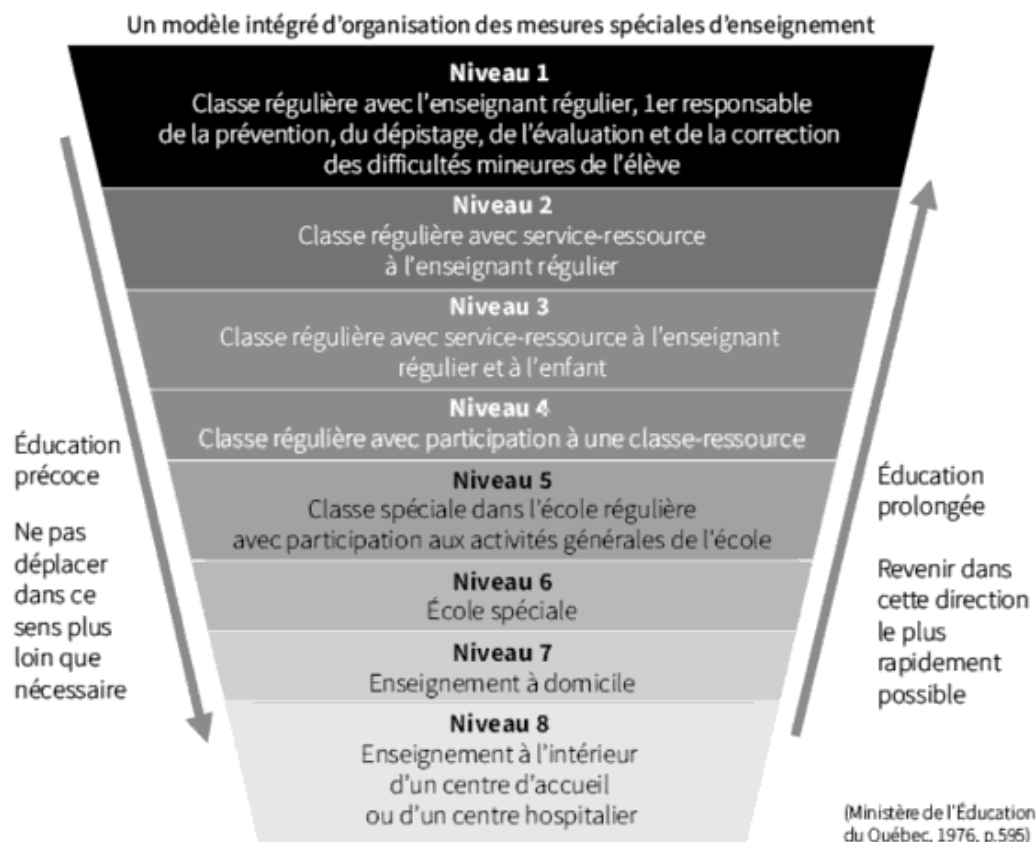 Un modèle intégré d'organisation des mesures spéciales d'enseignement
Niveau 1
Classe régulière avec l'enseignant régulier, 1er responsable
de la prévention, du dépistage, de l'évaluation et de la correction
des difficultés mineures de l'élève
Niveau 2
Classe régulière avec service-ressource
à l'enseignant régulier
Niveau 3
Classe régulière avec service-ressource à l'enseignant
régulier et à l'enfant
Niveau 4
Classe régulière avec participation à une classe-ressource
Niveau 5
Classe spéciale dans l'école régulière
avec participation aux activités générales de l'école
Niveau 6
École spéciale
Niveau 7
Enseignement à domicile
Niveau 8
Enseignement à l'intérieur
d'un centre d'accueil
ou d'un centre hospitalier
Éducation
précoce
Ne pas
déplacer
dans ce
sens plus
loin que
nécessaire
Éducation
prolongée
Revenir dans
cette direction
le plus
rapidement
possible
(Ministère de l'Éducation
du Québec, 1976, p.595)